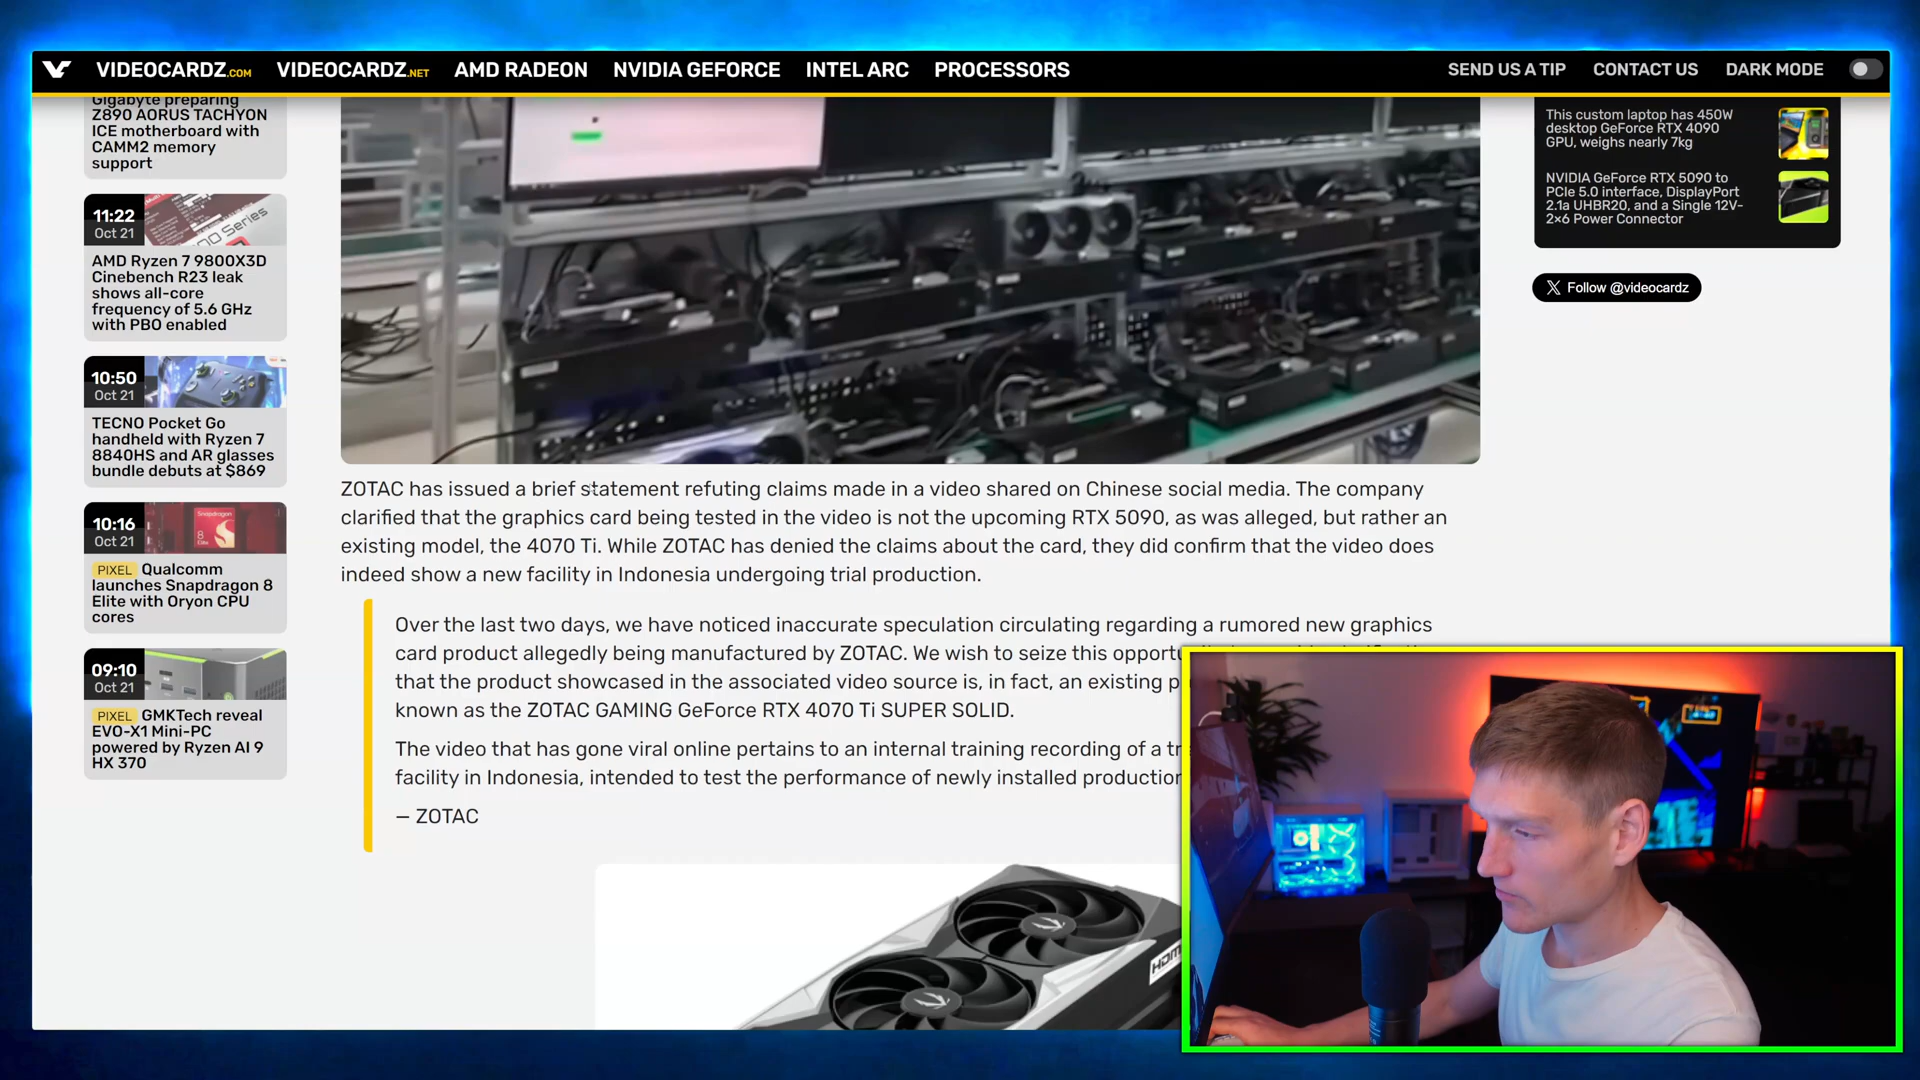 VIDEOCARDZ.COM VIDEOCARDZ.NET AMD RADEON NVIDIA GEFORCE INTEL ARC PROCESSORS SEND US A TIP CONTACT US DARK MODE
Gigabyte preparing
Z890 AORUS TACHYON
ICE motherboard with
CAMM2 memory
support
11:22
Oct 21
AMD Ryzen 7 9800X3D
Cinebench R23 leak
shows all-core
frequency of 5.6 GHz
with PBO enabled
10:50
Oct 21
TECNO Pocket Go
handheld with Ryzen 7
8840HS and AR glasses
bundle debuts at $869
10:16
Oct 21
PIXEL Qualcomm
launches Snapdragon 8
Elite with Oryon CPU
cores
09:10
Oct 21
PIXEL GMKTech reveal
EVO-X1 Mini-PC
powered by Ryzen AI 9
HX 370
ZOTAC has issued a brief statement refuting claims made in a video shared on Chinese social media. The company
clarified that the graphics card being tested in the video is not the upcoming RTX 5090, as was alleged, but rather an
existing model, the 4070 Ti. While ZOTAC has denied the claims about the card, they did confirm that the video does
indeed show a new facility in Indonesia undergoing trial production.
Over the last two days, we have noticed inaccurate speculation circulating regarding a rumored new graphics
card product allegedly being manufactured by ZOTAC. We wish to seize this
that the product showcased in the associated video source is, in fact, an existing
known as the ZOTAC GAMING GeForce RTX 4070 Ti SUPER SOLID.
The video that has gone viral online pertains to an internal training recording of a
facility in Indonesia, intended to test the performance of newly installed production
— ZOTAC
HDMI
This custom laptop has 450W
desktop GeForce RTX 4090
GPU, weighs nearly 7kg
NVIDIA GeForce RTX 5090 to
PCIe 5.0 interface, DisplayPort
2.1a UHBR20, and a Single 12V-
2×6 Power Connector
Follow @videocardz